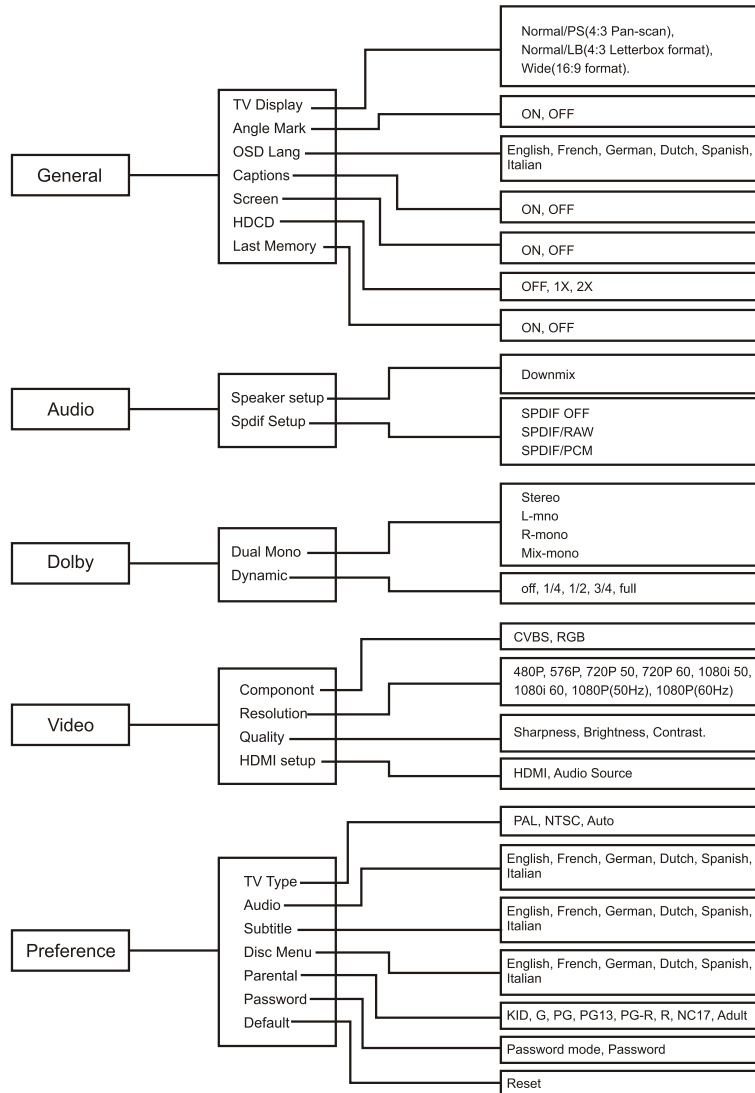 General
TV Display
Angle Mark
OSD Lang
Captions
Screen
HDCD
Last Memory
Normal/PS(4:3 Pan-scan),
Normal/LB(4:3 Letterbox format),
Wide(16:9 format).
ON, OFF
English, French, German, Dutch, Spanish,
Italian
ON, OFF
ON, OFF
OFF, 1X, 2X
ON, OFF
Audio
Speaker setup
Spdif Setup
Downmix
SPDIF OFF
SPDIF/RAW
SPDIF/PCM
Dolby
Dual Mono
Dynamic
Stereo
L-mno
R-mono
Mix-mono
off, 1/4, 1/2, 3/4, full
Video
Componont
Resolution
Quality
HDMI setup
CVBS, RGB
480P, 576P, 720P 50, 720P 60, 1080i 50,
1080i 60, 1080P(50Hz), 1080P(60Hz)
Sharpness, Brightness, Contrast.
HDMI, Audio Source
Preference
TV Type
Audio
Subtitle
Disc Menu
Parental
Password
Default
PAL, NTSC, Auto
English, French, German, Dutch, Spanish,
Italian
English, French, German, Dutch, Spanish,
Italian
English, French, German, Dutch, Spanish,
Italian
KID, G, PG, PG13, PG-R, R, NC17, Adult
Password mode, Password
Reset